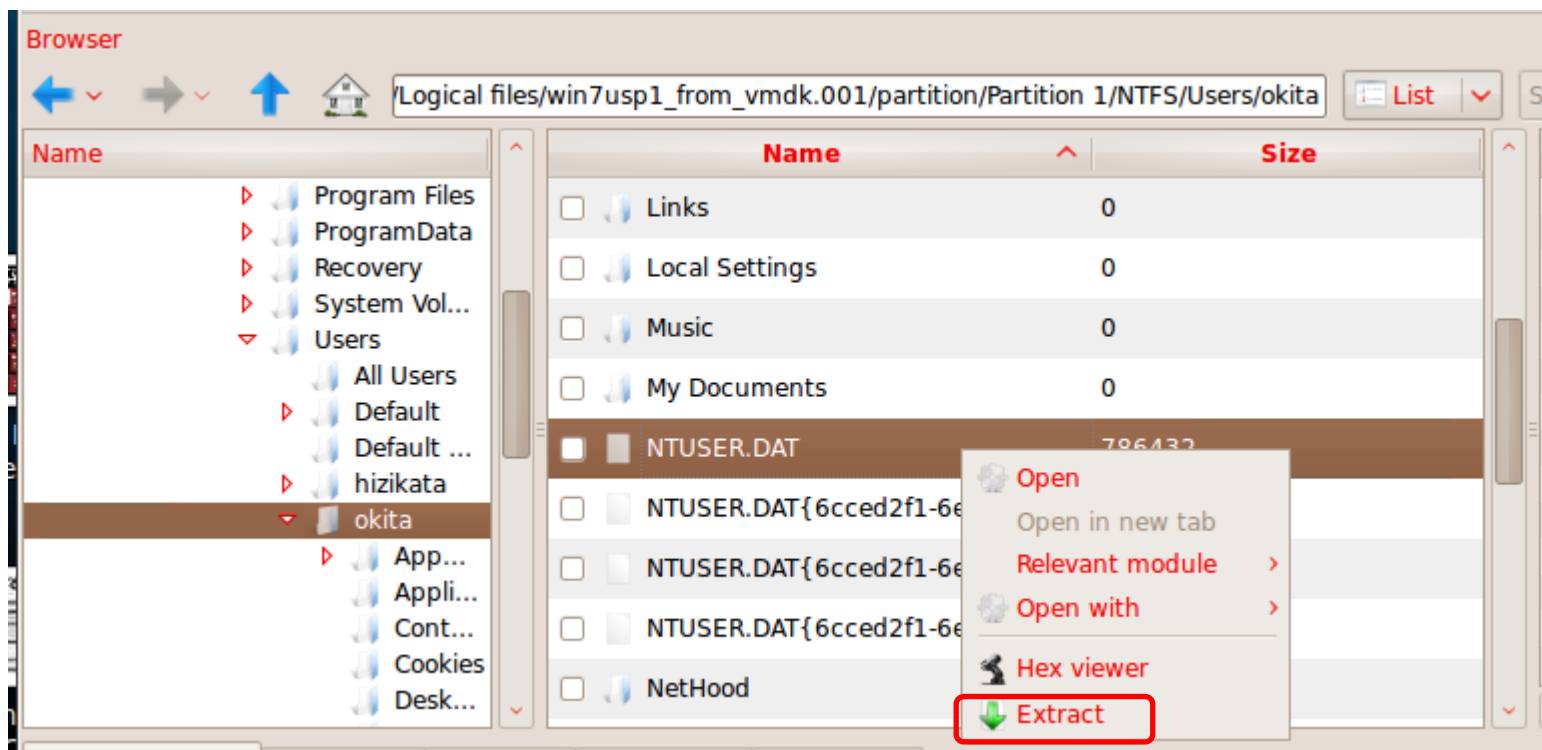 Browser
/Logical files/win7usp1_from_vmdk.001/partition/Partition 1/NTFS/Users/okita
List
S
Name
Program Files
ProgramData
Recovery
System Vol...
Users
All Users
Default
Default ...
hizikata
okita
App...
Appli...
Cont...
Cookies
Desk...
Name
Size
Links 0
Local Settings 0
Music 0
My Documents 0
NTUSER.DAT 786432
NTUSER.DAT{6cced2f1-6e
NTUSER.DAT{6cced2f1-6e
NTUSER.DAT{6cced2f1-6e
NetHood
Open
Open in new tab
Relevant module
Open with
Hex viewer
Extract